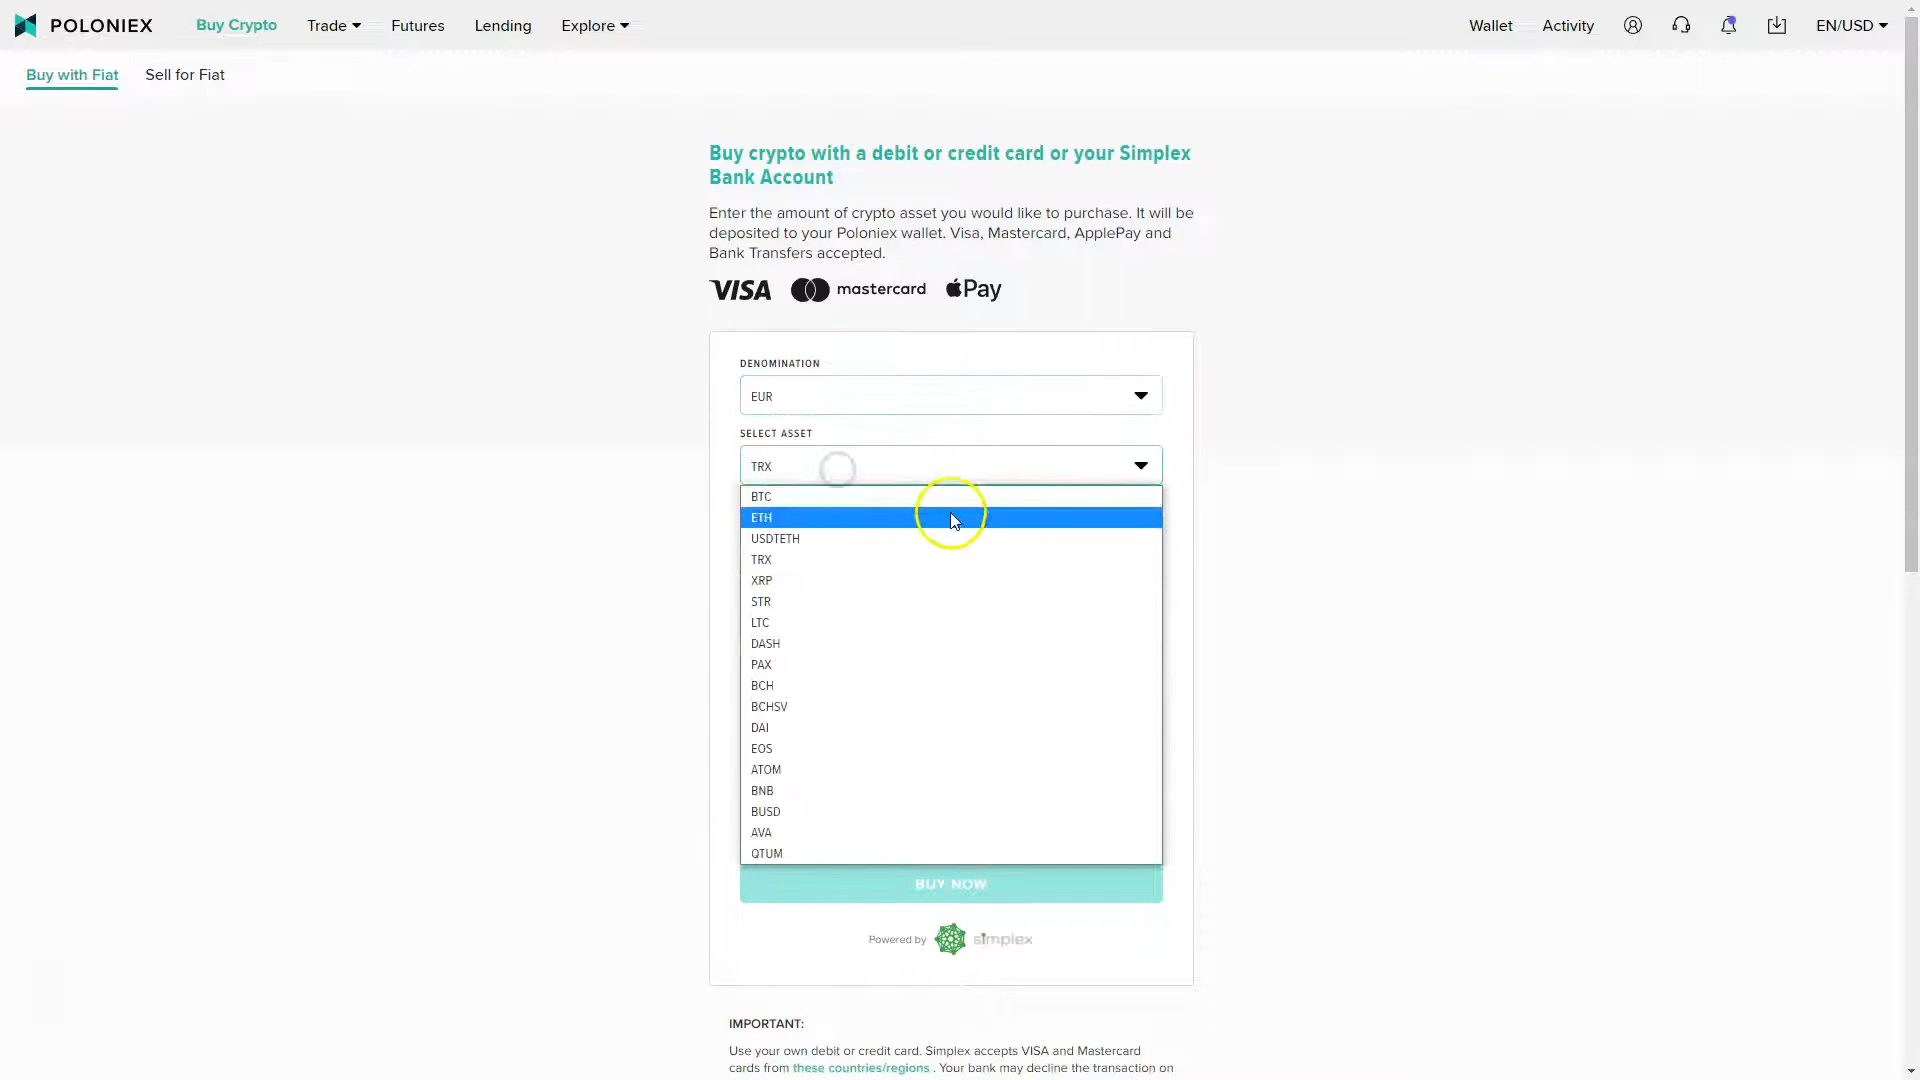 POLONIEX
Buy Crypto
Trade
Futures
Lending
Explore
Wallet
Activity
EN/USD
Buy with Fiat
Sell for Fiat
Buy crypto with a debit or credit card or your Simplex
Bank Account
Enter the amount of crypto asset you would like to purchase. It will be
deposited to your Poloniex wallet. Visa, Mastercard, ApplePay and
Bank Transfers accepted.
VISA mastercard Pay
DENOMINATION
EUR
SELECT ASSET
TRX
BTC
ETH
USDTETH
TRX
XRP
STR
LTC
DASH
PAX
BCH
BCHSV
DAI
EOS
ATOM
BNB
BUSD
AVA
QTUM
BUY NOW
Powered by simplex
IMPORTANT:
Use your own debit or credit card. Simplex accepts VISA and Mastercard
cards from these countries/regions . Your bank may decline the transaction on